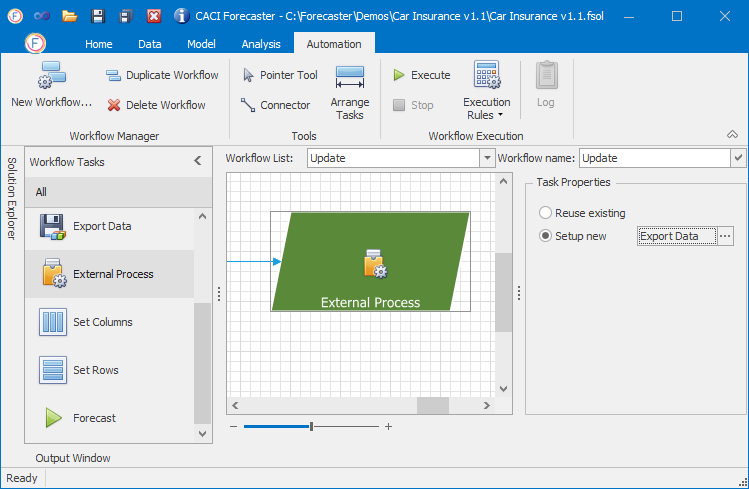 CACI Forecaster - C:\Forecaster\Demos\Car Insurance v1.1\Car Insurance v1.1.fsol
F Home Data Model Analysis Automation
New Workflow...
Duplicate Workflow
Delete Workflow
Workflow Manager
Pointer Tool
Connector
Arrange
Tasks
Tools
Execute
Stop
Execution
Rules
Log
Workflow Execution
Solution Explorer
Workflow Tasks
All
Export Data
External Process
Set Columns
Set Rows
Forecast
Workflow List: Update
Workflow name: Update
External Process
Task Properties
Reuse existing
Setup new Export Data ...
Output Window
Ready